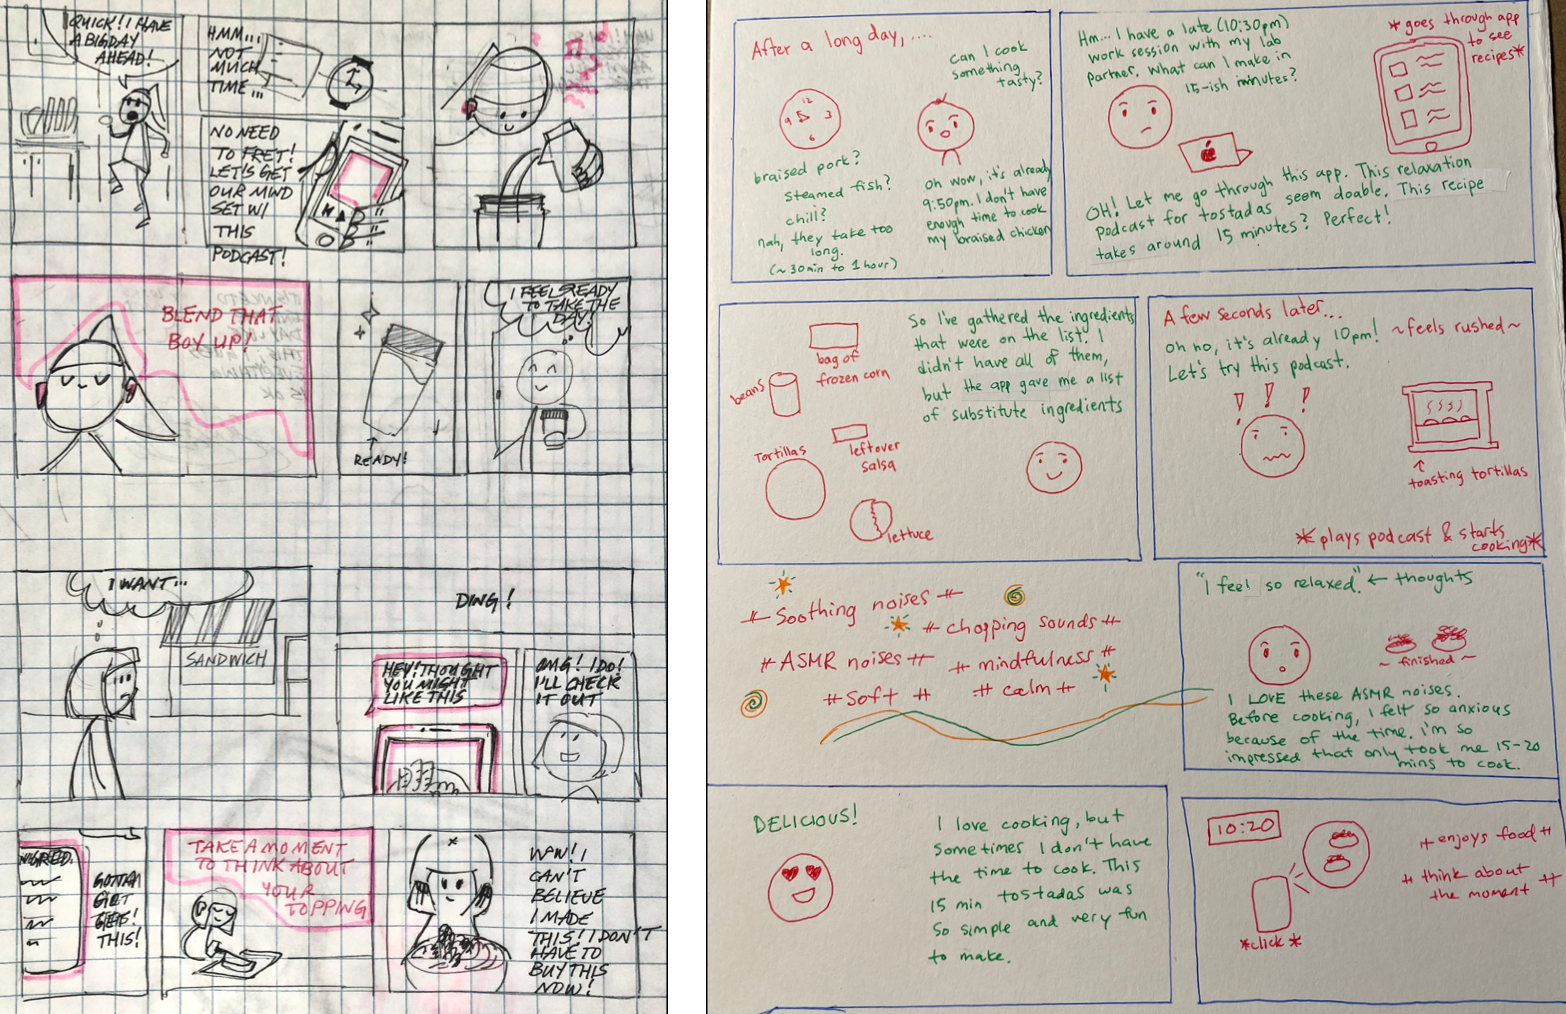 QUICK! I HAVE
A BIG DAY
AHEAD!
HMM...
NOT
MUCH
TIME...
NO NEED
TO FRET!
LET'S GET
OUR MIND
SET W/
THIS
PODCAST!
BLEND THAT
BOY UP!
READY!
I FEEL READY
TO TAKE THE
DAY!
I WANT...
SANDWICH
DING!
HEY! THOUGHT
YOU MIGHT
LIKE THIS
OMG! I DO!
I'LL CHECK
IT OUT
INGRED.
GOTTA
GET
THIS!
TAKE A MOMENT
TO THINK ABOUT
YOUR
TOPPING
WOW! I
CAN'T
BELIEVE
I MADE
THIS! I DON'T
HAVE TO
BUY THIS
NOW!
After a long day,....
can I cook
something
tasty?
12
9 3
6
braised pork?
steamed fish?
chill?
nah, they take too
long.
(~30min to 1 hour)
oh wow, it's already
9:50pm. I don't have
enough time to cook
my braised chicken
Hm... I have a late (10:30pm)
work session with my lab
partner. What can I make in
15-ish minutes?
*goes through app
to see
recipes*
OH! Let me go through this app. This relaxation
podcast for tostadas seem doable. This recipe
takes around 15 minutes? Perfect!
So I've gathered the ingredients
that were on the list. I
didn't have all of them,
but the app gave me a list
of substitute ingredients
bag of
frozen corn
beans
leftover
salsa
Tortillas
lettuce
A few seconds later...
oh no, it's already 10pm! ~feels rushed~
Let's try this podcast.
toasting tortillas
*plays podcast & starts
cooking*
# Soothing noises #
# chopping sounds #
# ASMR noises #
# mindfulness #
# Soft #
# calm #
"I feel so relaxed." ← thoughts
~ finished ~
I LOVE these ASMR noises.
Before cooking, I felt so anxious
because of the time. i'm so
impressed that only took me 15-20
mins to cook.
DELICIOUS!
I love cooking, but
sometimes I don't have
the time to cook. This
15 min tostadas was
so simple and very fun
to make.
10:20
*click*
# enjoys food #
# think about
the moment #